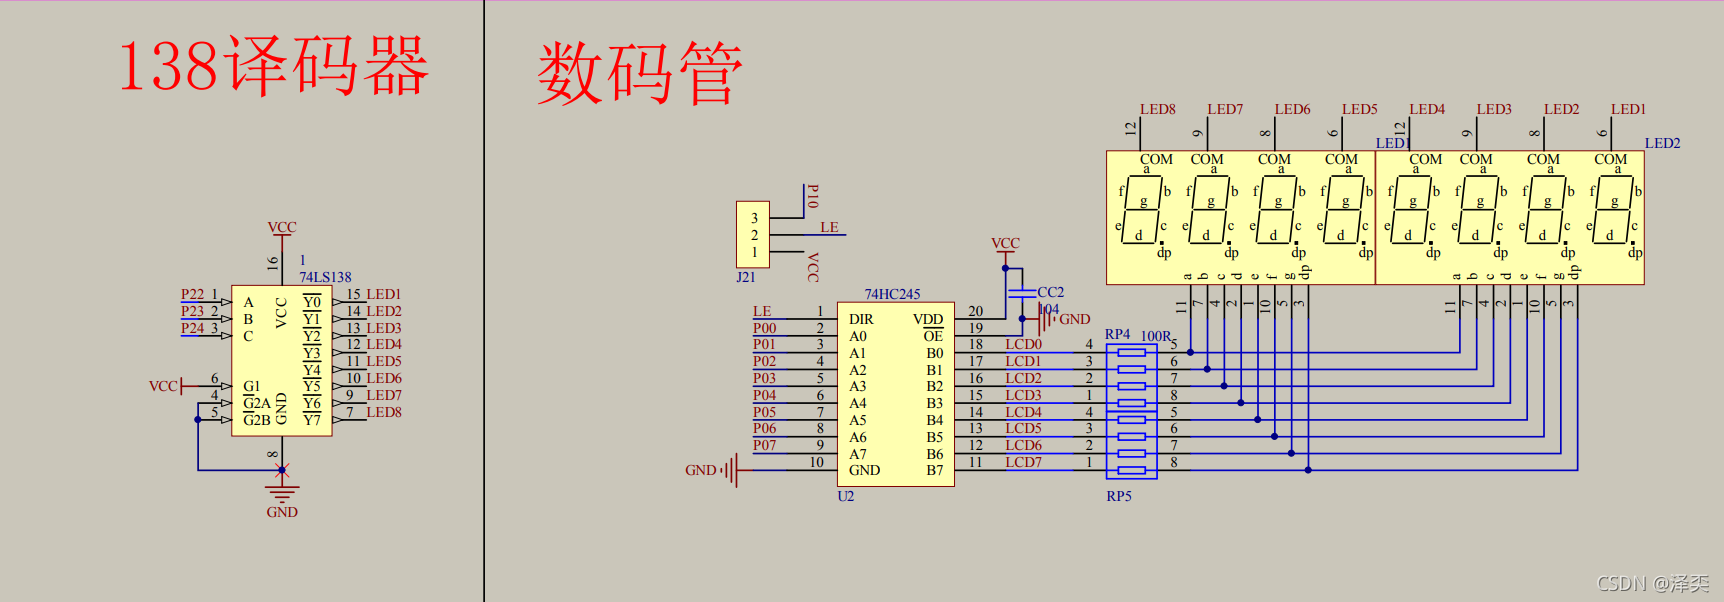 138译码器
数码管
VCC
16
1
74LS138
P22 1 A VCC Y0 15 LED1
P23 2 B Y1 14 LED2
P24 3 C Y2 13 LED3
Y3 12 LED4
Y4 11 LED5
VCC 6 G1 Y5 10 LED6
4 G2A GND Y6 9 LED7
5 G2B Y7 7 LED8
8
GND
P10
3
2 LE
1
VCC
J21
VCC
CC2
104
GND
74HC245
LE 1 DIR VDD 20
P00 2 A0 OE 19
P01 3 A1 B0 18 LCD0
P02 4 A2 B1 17 LCD1
P03 5 A3 B2 16 LCD2
P04 6 A4 B3 15 LCD3
P05 7 A5 B4 14 LCD4
P06 8 A6 B5 13 LCD5
P07 9 A7 B6 12 LCD6
GND 10 GND B7 11 LCD7
U2
RP4 100R
4 5
3 6
2 7
1 8
4 5
3 6
2 7
1 8
RP5
LED8 LED7 LED6 LED5 LED4 LED3 LED2 LED1
12 9 8 6 12 9 8 6
LED1 LED2
COM COM COM COM COM COM COM COM
a a a a a a a a
f b f b f b f b f b f b f b f b
g g g g g g g g
e c e c e c e c e c e c e c e c
d d d d d d d d
dp dp dp dp dp dp dp dp
a b c d e f g dp a b c d e f g dp
11 7 4 2 1 10 5 3 11 7 4 2 1 10 5 3
CSDN @泽奕